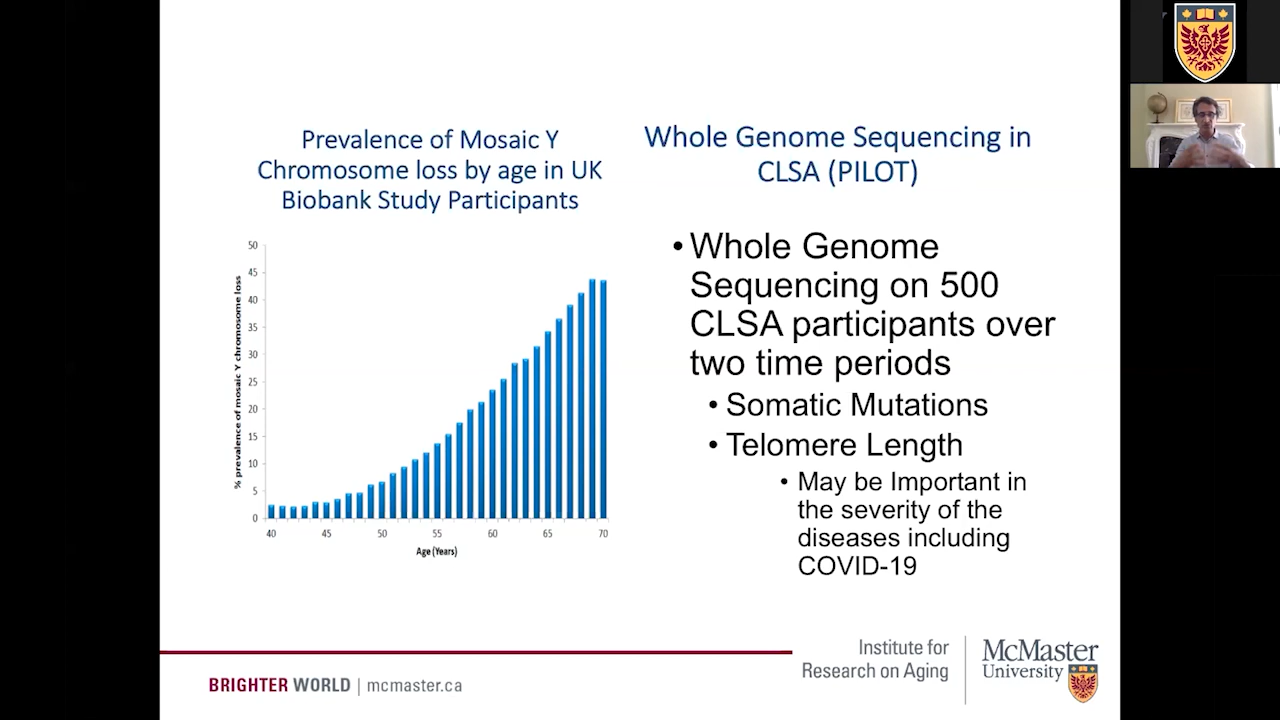 Prevalence of Mosaic Y
Chromosome loss by age in UK
Biobank Study Participants
50
45
40
35
30
25
20
15
10
5
0
% prevalence of mosaic Y chromosome loss
40
45
50
55
60
65
70
Age (Years)
Whole Genome Sequencing in
CLSA (PILOT)
• Whole Genome
Sequencing on 500
CLSA participants over
two time periods
• Somatic Mutations
• Telomere Length
• May be Important in
the severity of the
diseases including
COVID-19
BRIGHTER WORLD | mcmaster.ca
Institute for
Research on Aging
McMaster
University